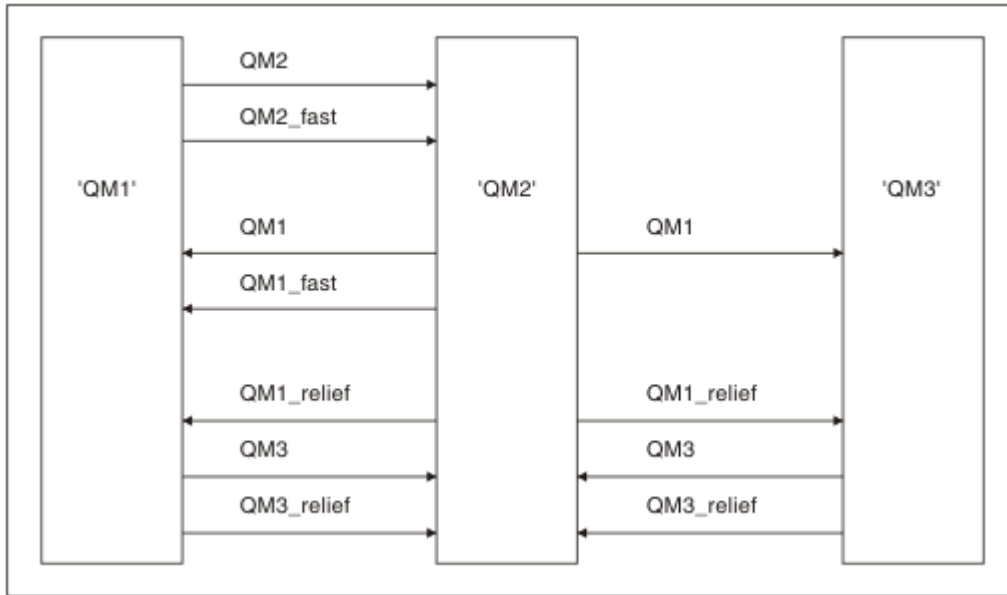 QM2
QM2_fast
'QM1' 'QM2' 'QM3'
QM1 QM1
QM1_fast
QM1_relief QM1_relief
QM3 QM3
QM3_relief QM3_relief